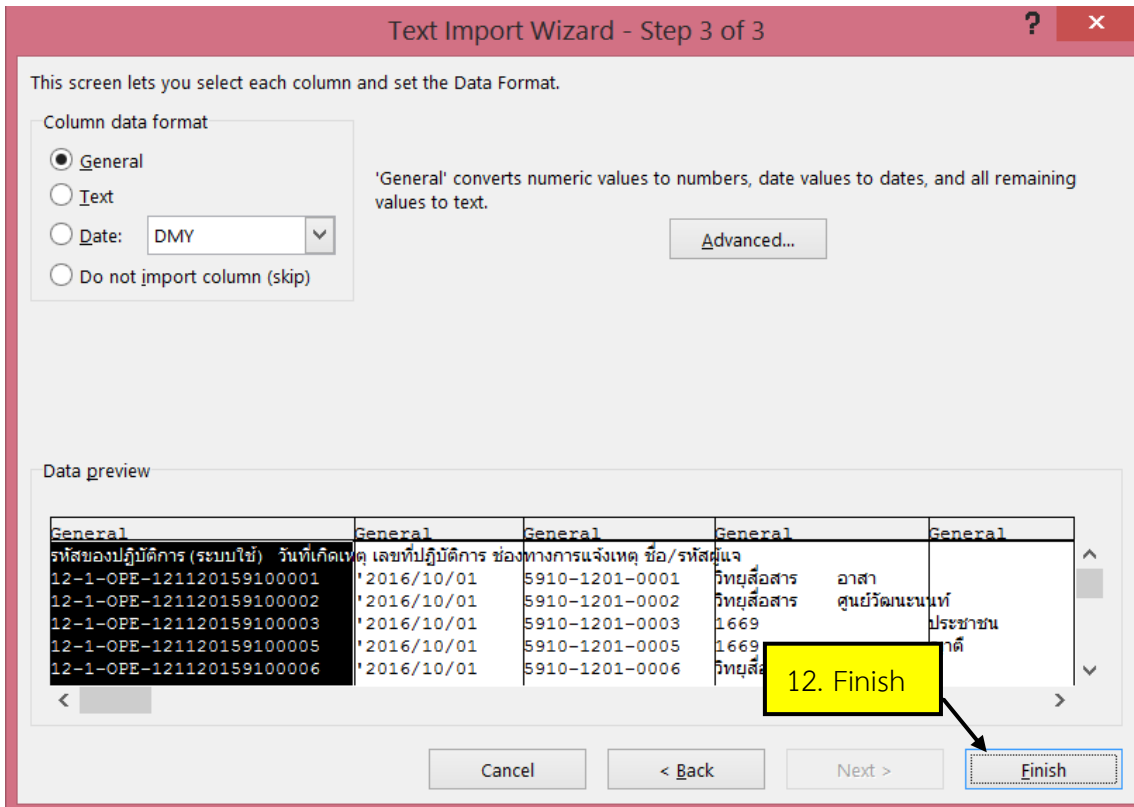 Text Import Wizard - Step 3 of 3
? ×
This screen lets you select each column and set the Data Format.
Column data format
General
Text
Date: DMY
Do not import column (skip)
'General' converts numeric values to numbers, date values to dates, and all remaining
values to text.
Advanced...
Data preview
General General General General General
รหัสของปฏิบัติการ (ระบบใช้) วันที่เกิดเหตุ เลขที่ปฏิบัติการ ช่องทางการแจ้งเหตุ ชื่อ/รหัสผู้แจ
12-1-OPE-121120159100001 '2016/10/01 5910-1201-0001 วิทยุสื่อสาร อาสา
12-1-OPE-121120159100002 '2016/10/01 5910-1201-0002 วิทยุสื่อสาร ศูนย์วัฒนะนนท์
12-1-OPE-121120159100003 '2016/10/01 5910-1201-0003 1669 ประชาชน
12-1-OPE-121120159100005 '2016/10/01 5910-1201-0005 1669
12-1-OPE-121120159100006 '2016/10/01 5910-1201-0006
12. Finish
Cancel < Back Next > Finish